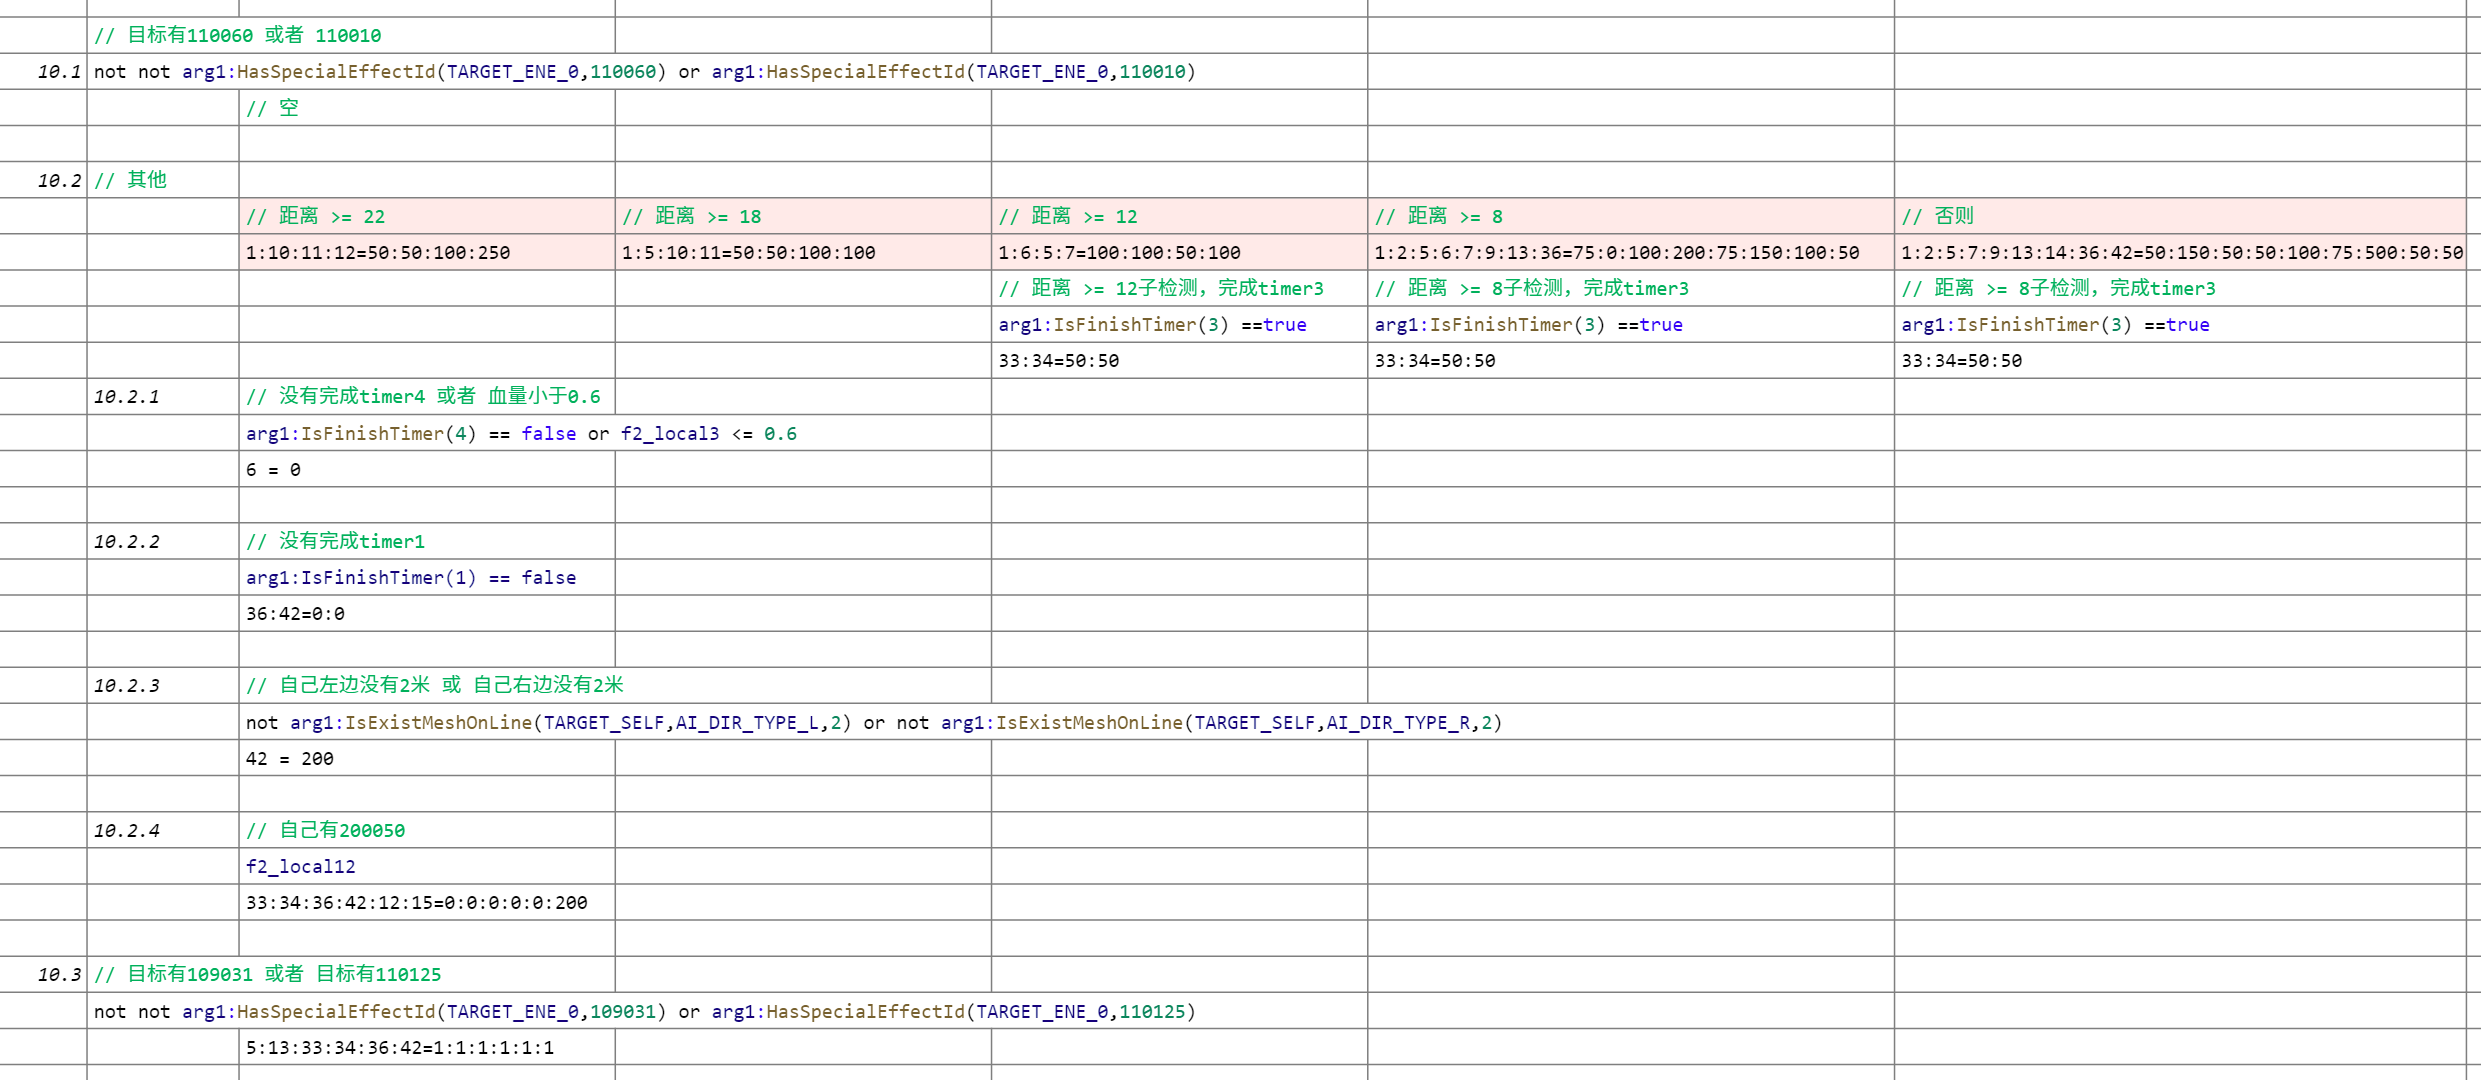 // 目标有110060 或者 110010
10.1 not not arg1:HasSpecialEffectId(TARGET_ENE_0,110060) or arg1:HasSpecialEffectId(TARGET_ENE_0,110010)
// 空
10.2 // 其他
// 距离 >= 22 // 距离 >= 18 // 距离 >= 12 // 距离 >= 8 // 否则
1:10:11:12=50:50:100:250 1:5:10:11=50:50:100:100 1:6:5:7=100:100:50:100 1:2:5:6:7:9:13:36=75:0:100:200:75:150:100:50 1:2:5:7:9:13:14:36:42=50:150:50:50:100:75:500:50:50
// 距离 >= 12子检测，完成timer3 // 距离 >= 8子检测，完成timer3 // 距离 >= 8子检测，完成timer3
arg1:IsFinishTimer(3) ==true arg1:IsFinishTimer(3) ==true arg1:IsFinishTimer(3) ==true
33:34=50:50 33:34=50:50 33:34=50:50
10.2.1 // 没有完成timer4 或者 血量小于0.6
arg1:IsFinishTimer(4) == false or f2_local3 <= 0.6
6 = 0
10.2.2 // 没有完成timer1
arg1:IsFinishTimer(1) == false
36:42=0:0
10.2.3 // 自己左边没有2米 或 自己右边没有2米
not arg1:IsExistMeshOnLine(TARGET_SELF,AI_DIR_TYPE_L,2) or not arg1:IsExistMeshOnLine(TARGET_SELF,AI_DIR_TYPE_R,2)
42 = 200
10.2.4 // 自己有200050
f2_local12
33:34:36:42:12:15=0:0:0:0:0:200
10.3 // 目标有109031 或者 目标有110125
not not arg1:HasSpecialEffectId(TARGET_ENE_0,109031) or arg1:HasSpecialEffectId(TARGET_ENE_0,110125)
5:13:33:34:36:42=1:1:1:1:1:1